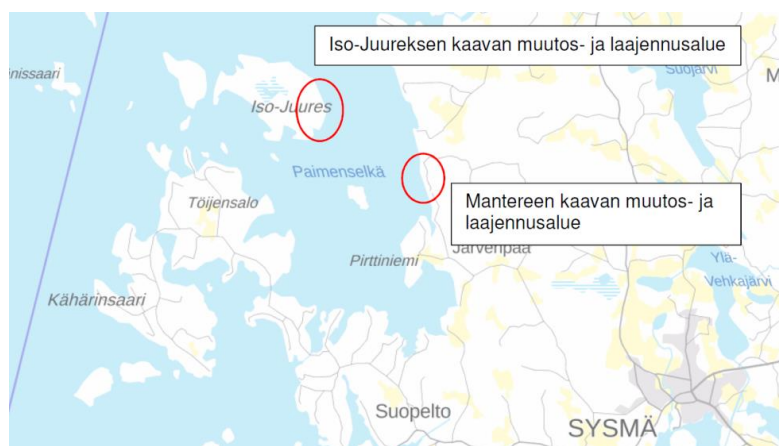 Iso-Juureksen kaavan muutos- ja laajennusalue
Suojärvi
M
nissaari
Iso-Juures
Paimenselkä
Mantereen kaavan muutos- ja
laajennusalue
Töijensalo
Järvenpää
Pirttiniemi
Ylä-
Vehkajärvi
Kähärinsaari
Suopelto
SYSMÄ